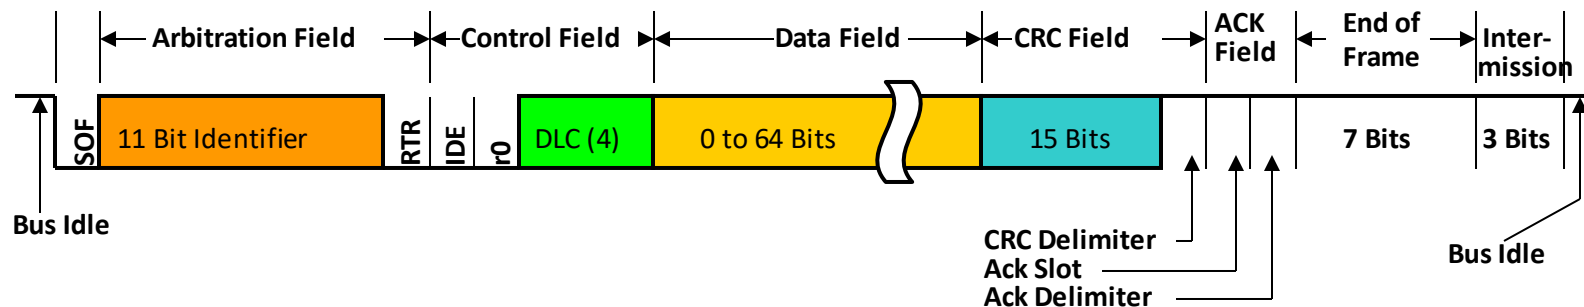 Arbitration Field
Control Field
Data Field
CRC Field
ACK
Field
End of
Frame
Inter-
mission
SOF
11 Bit Identifier
RTR
IDE
r0
DLC (4)
0 to 64 Bits
15 Bits
7 Bits
3 Bits
Bus Idle
CRC Delimiter
Ack Slot
Ack Delimiter
Bus Idle